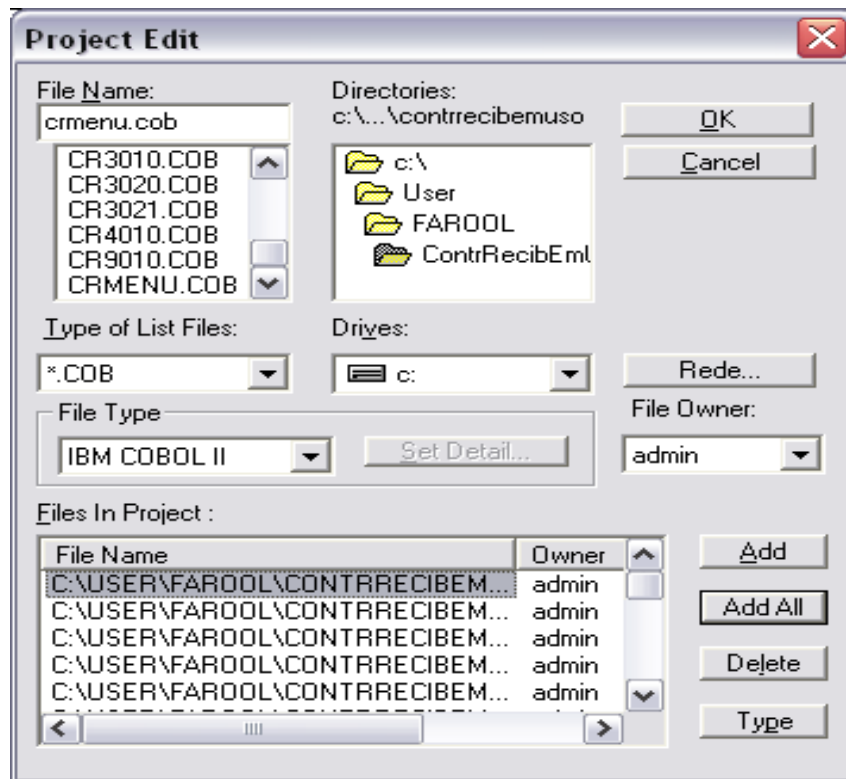 Project Edit
File Name:
Directories:
crmenu.cob
c:\...\contrrecibemuso
OK
CR3010.COB
CR3020.COB
CR3021.COB
CR4010.COB
CR9010.COB
CRMENU.COB
c:\
User
FAROOL
ContrRecibEml
Cancel
Type of List Files:
Drives:
*.COB
c:
Rede...
File Type
File Owner:
IBM COBOL II
Set Detail...
admin
Files In Project :
File Name Owner
C:\USER\FAROOL\CONTRRECIBEM... admin
C:\USER\FAROOL\CONTRRECIBEM... admin
C:\USER\FAROOL\CONTRRECIBEM... admin
C:\USER\FAROOL\CONTRRECIBEM... admin
C:\USER\FAROOL\CONTRRECIBEM... admin
Add
Add All
Delete
Type